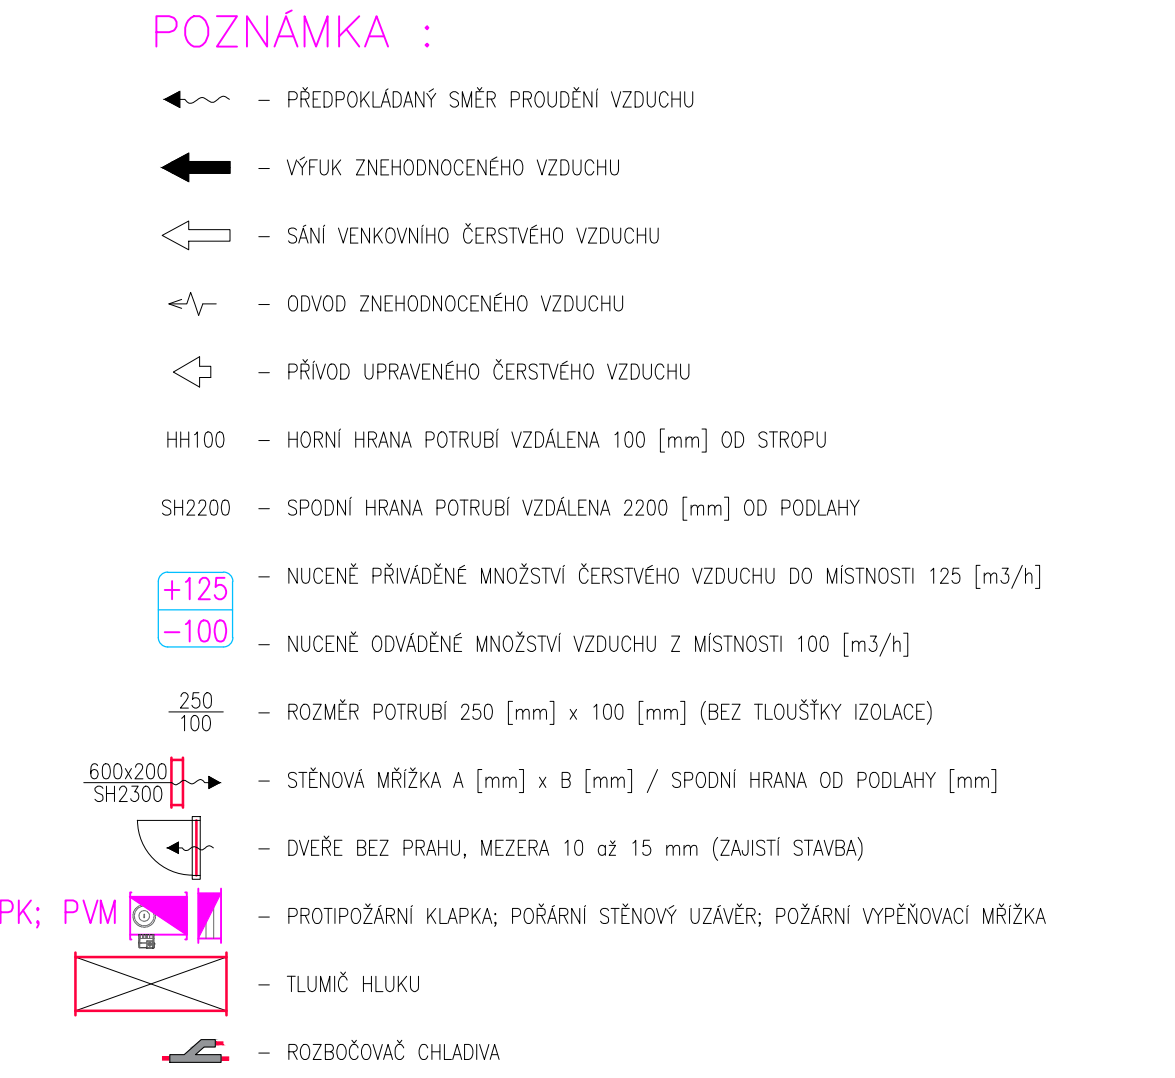 POZNÁMKA :
– PŘEDPOKLÁDANÝ SMĚR PROUDĚNÍ VZDUCHU
– VÝFUK ZNEHODNOCENÉHO VZDUCHU
– SÁNÍ VENKOVNÍHO ČERSTVÉHO VZDUCHU
– ODVOD ZNEHODNOCENÉHO VZDUCHU
– PŘÍVOD UPRAVENÉHO ČERSTVÉHO VZDUCHU
HH100 – HORNÍ HRANA POTRUBÍ VZDÁLENA 100 [mm] OD STROPU
SH2200 – SPODNÍ HRANA POTRUBÍ VZDÁLENA 2200 [mm] OD PODLAHY
+125 – NUCENĚ PŘIVÁDĚNÉ MNOŽSTVÍ ČERSTVÉHO VZDUCHU DO MÍSTNOSTI 125 [m3/h]
–100 – NUCENĚ ODVÁDĚNÉ MNOŽSTVÍ VZDUCHU Z MÍSTNOSTI 100 [m3/h]
250
100
– ROZMĚR POTRUBÍ 250 [mm] x 100 [mm] (BEZ TLOUŠŤKY IZOLACE)
600x200
SH2300
– STĚNOVÁ MŘÍŽKA A [mm] x B [mm] / SPODNÍ HRANA OD PODLAHY [mm]
– DVEŘE BEZ PRAHU, MEZERA 10 až 15 mm (ZAJISTÍ STAVBA)
PK; PVM – PROTIPOŽÁRNÍ KLAPKA; POŘÁRNÍ STĚNOVÝ UZÁVĚR; POŽÁRNÍ VYPĚŇOVACÍ MŘÍŽKA
– TLUMIČ HLUKU
– ROZBOČOVAČ CHLADIVA